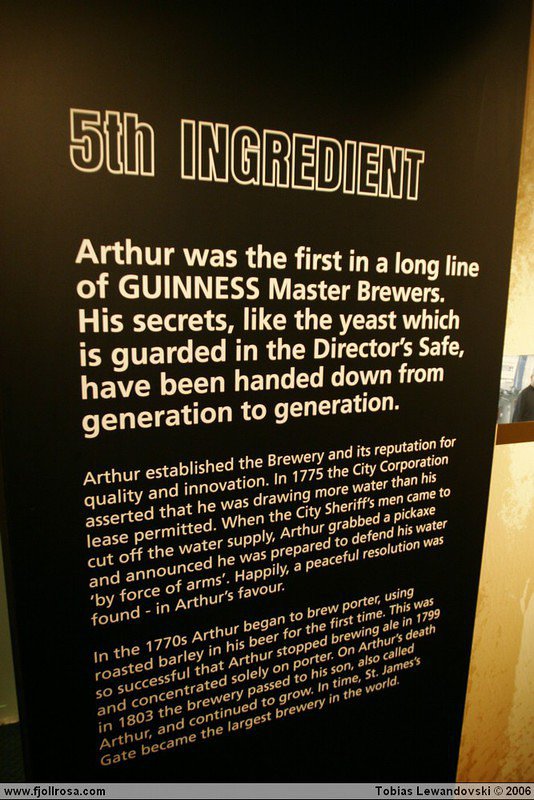 5th INGREDIENT
Arthur was the first in a long line
of GUINNESS Master Brewers.
His secrets, like the yeast which
is guarded in the Director's Safe,
have been handed down from
generation to generation.
Arthur established the Brewery and its reputation for
quality and innovation. In 1775 the City Corporation
asserted that he was drawing more water than his
lease permitted. When the City Sheriff's men came to
cut off the water supply, Arthur grabbed a pickaxe
and announced he was prepared to defend his water
'by force of arms'. Happily, a peaceful resolution was
found - in Arthur's favour.
In the 1770s Arthur began to brew porter, using
roasted barley in his beer for the first time. This was
so successful that Arthur stopped brewing ale in 1799
and concentrated solely on porter. On Arthur's death
in 1803 the brewery passed to his son, also called
Arthur, and continued to grow. In time, St. James's
Gate became the largest brewery in the world.
www.fjollrosa.com
Tobias Lewandovski © 2006